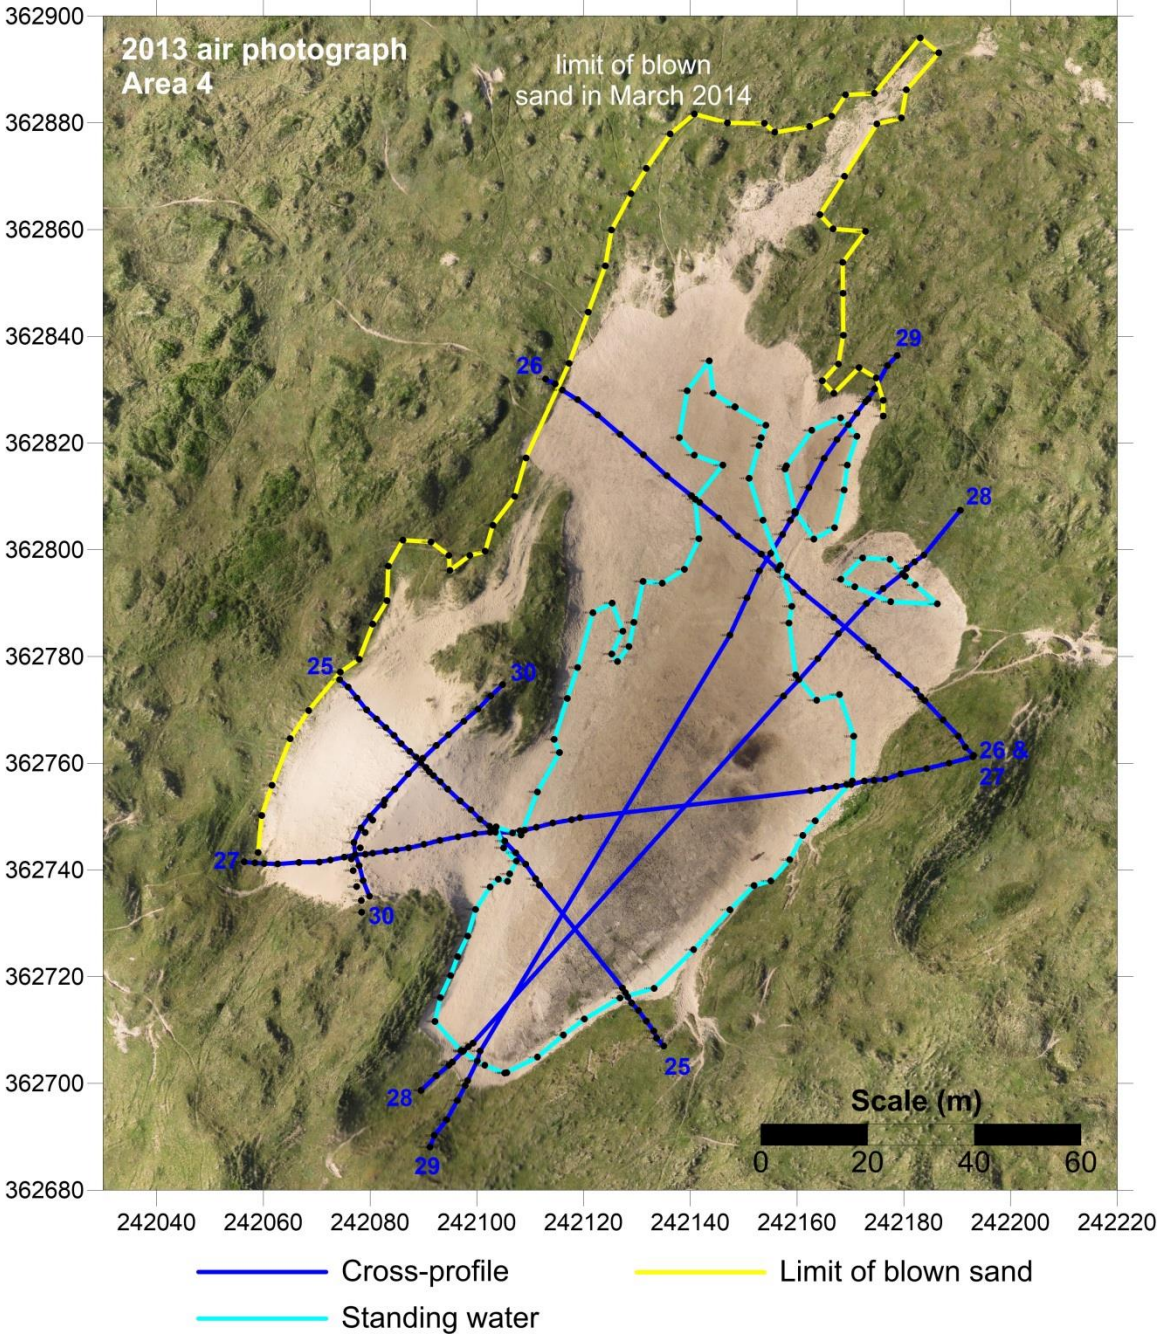 362900
2013 air photograph
Area 4
limit of blown
sand in March 2014
362880
362860
362840
29
26
362820
28
362800
25
30
362780
26 &
27
362760
27
362740
30
362720
25
362700
28
29
Scale (m)
0 20 40 60
362680
242040 242060 242080 242100 242120 242140 242160 242180 242200 242220
Cross-profile
Limit of blown sand
Standing water